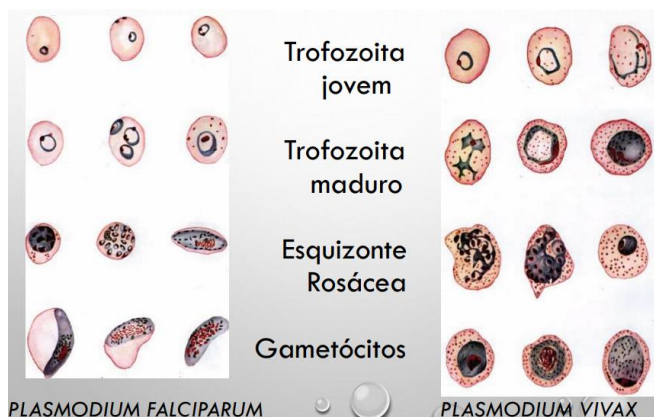 Trofozoita
jovem
Trofozoita
maduro
Esquizonte
Rosácea
Gametócitos
PLASMODIUM FALCIPARUM
PLASMODIUM VIVAX